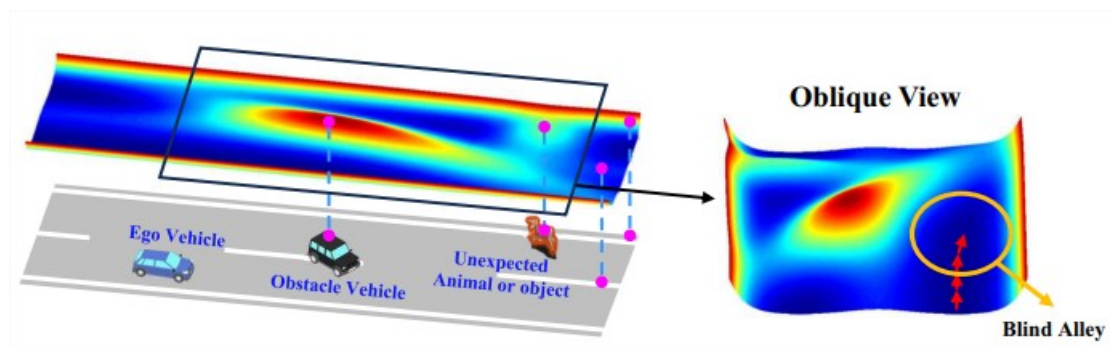 Oblique View
Ego Vehicle
Obstacle Vehicle
Unexpected
Animal or object
Blind Alley